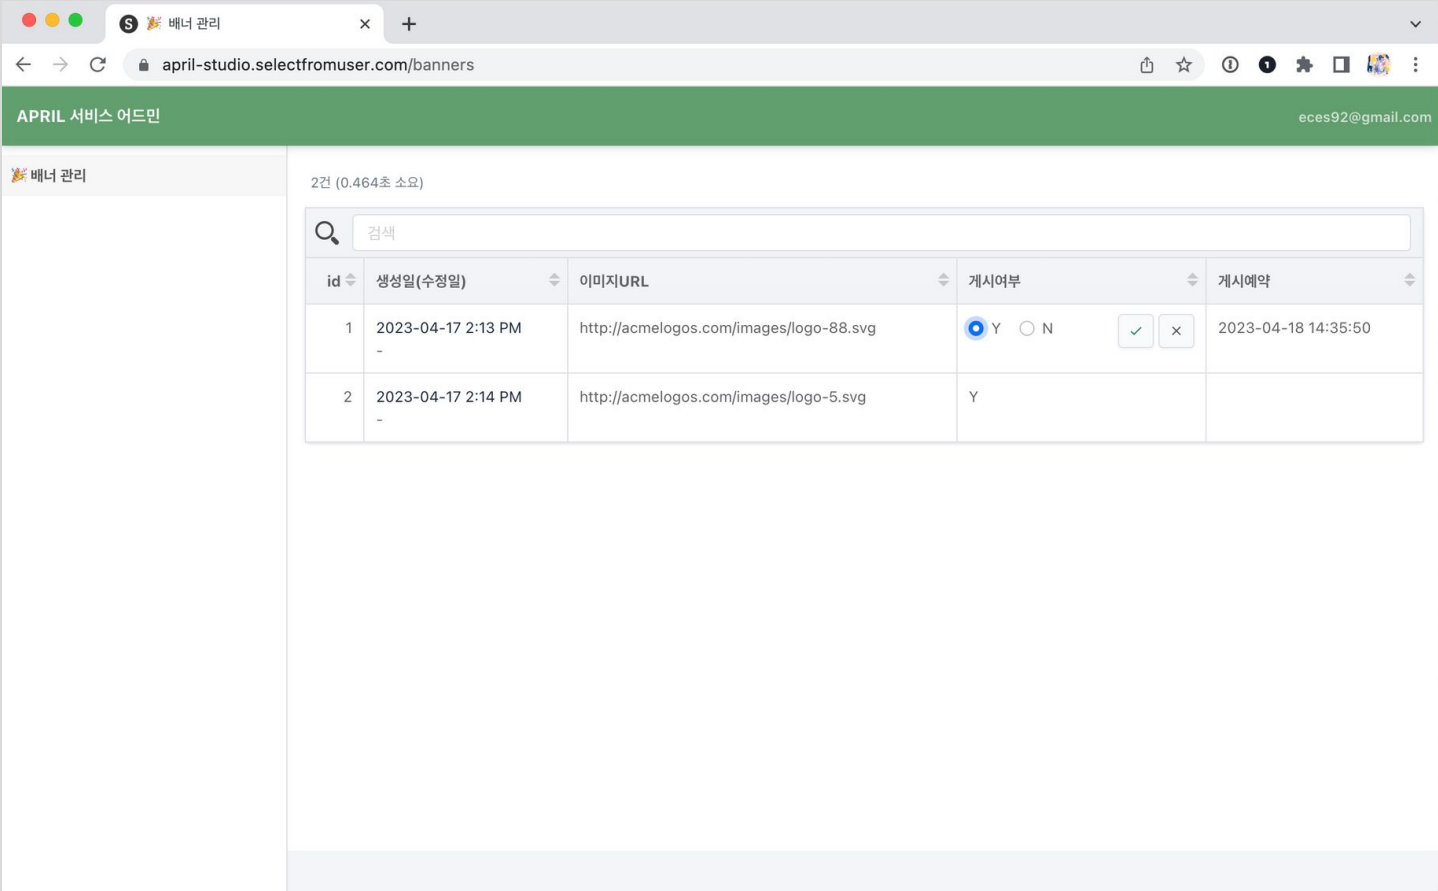 S 🎉 배너 관리
april-studio.selectfromuser.com/banners
APRIL 서비스 어드민
eces92@gmail.com
🎉 배너 관리
2건 (0.464초 소요)
검색
id 생성일(수정일) 이미지URL 게시여부 게시예약
1 2023-04-17 2:13 PM http://acmelogos.com/images/logo-88.svg Y N 2023-04-18 14:35:50
-
2 2023-04-17 2:14 PM http://acmelogos.com/images/logo-5.svg Y
-